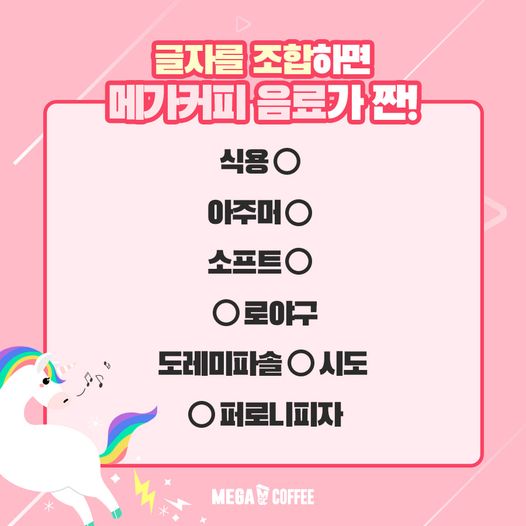 글자를 조합하면
메가커피 음료가 짠!
식용○
아주머○
소프트○
○로야구
도레미파솔○시도
○퍼로니피자
MEGA COFFEE